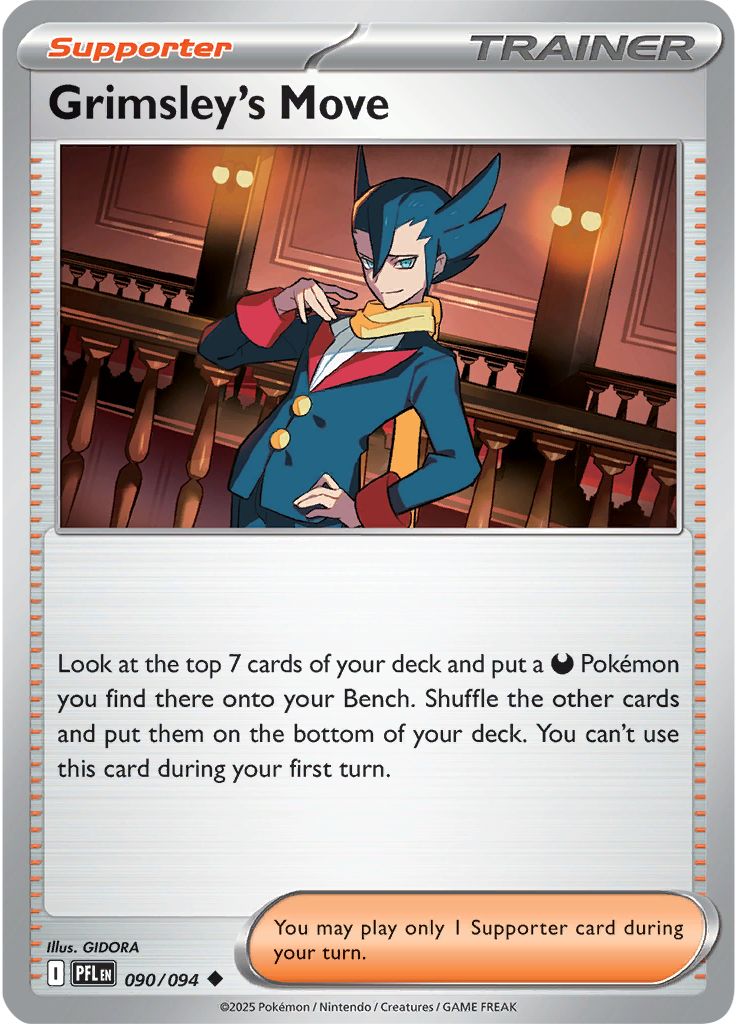 Supporter
TRAINER
Grimsley's Move
Look at the top 7 cards of your deck and put a Pokémon
you find there onto your Bench. Shuffle the other cards
and put them on the bottom of your deck. You can't use
this card during your first turn.
You may play only 1 Supporter card during
your turn.
Illus. GIDORA
I PFL EN 090/094
©2025 Pokémon / Nintendo / Creatures / GAME FREAK